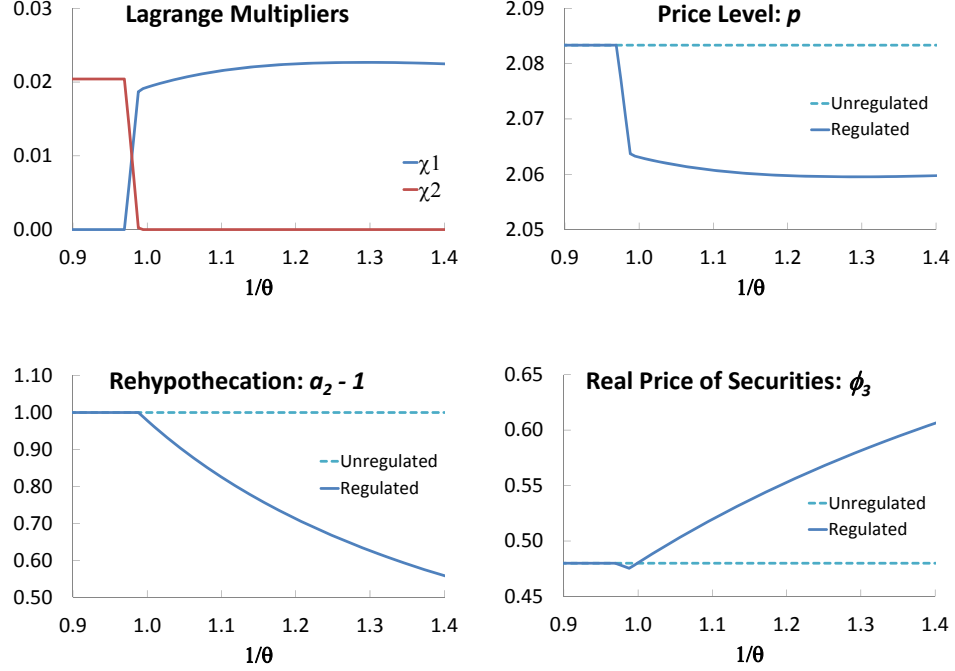 Lagrange Multipliers
0.03
0.02
0.01
0.00
χ1
χ2
0.9 1.0 1.1 1.2 1.3 1.4
1/θ
Price Level: p
2.09
2.08
2.07
2.06
2.05
Unregulated
Regulated
0.9 1.0 1.1 1.2 1.3 1.4
1/θ
Rehypothecation: a2 - 1
1.10
1.00
0.90
0.80
0.70
0.60
0.50
Unregulated
Regulated
0.9 1.0 1.1 1.2 1.3 1.4
1/θ
Real Price of Securities: ϕ3
0.65
0.60
0.55
0.50
0.45
Unregulated
Regulated
0.9 1.0 1.1 1.2 1.3 1.4
1/θ